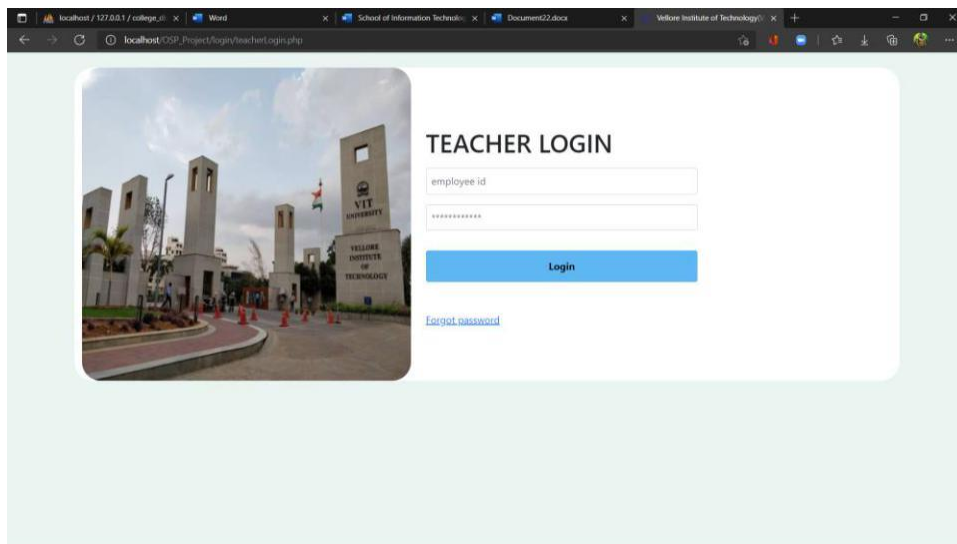 localhost / 127.0.0.1 / college_
Word
School of Information Technolo
Document22.docx
Vellore Institute of Technology
localhost/OSP_Project/login/teacherLogin.php
VIT
UNIVERSITY
VELLORE
INSTITUTE
OF
TECHNOLOGY
TEACHER LOGIN
employee id
************
Login
Forgot password